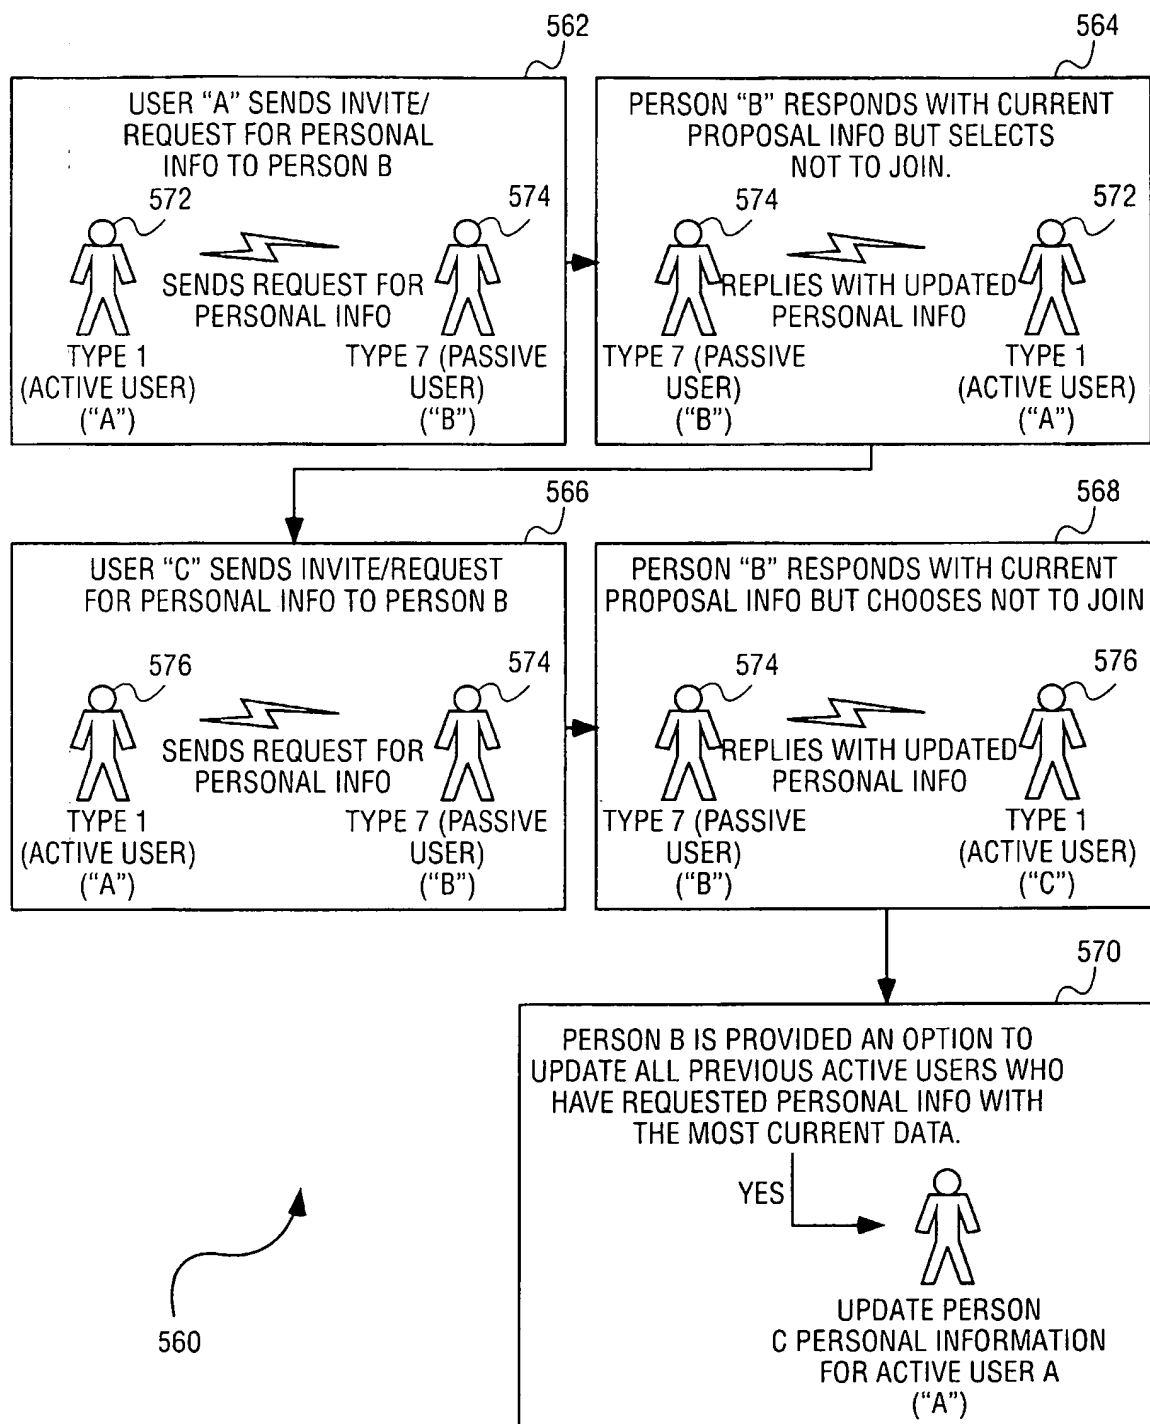 562
USER “A” SENDS INVITE/
REQUEST FOR PERSONAL
INFO TO PERSON B
572
574
SENDS REQUEST FOR
PERSONAL INFO
TYPE 1
(ACTIVE USER)
(“A”)
TYPE 7 (PASSIVE
USER)
(“B”)
564
PERSON “B” RESPONDS WITH CURRENT
PROPOSAL INFO BUT SELECTS
NOT TO JOIN.
574
572
REPLIES WITH UPDATED
PERSONAL INFO
TYPE 7 (PASSIVE
USER)
(“B”)
TYPE 1
(ACTIVE USER)
(“A”)
566
USER “C” SENDS INVITE/REQUEST
FOR PERSONAL INFO TO PERSON B
576
574
SENDS REQUEST FOR
PERSONAL INFO
TYPE 1
(ACTIVE USER)
(“A”)
TYPE 7 (PASSIVE
USER)
(“B”)
568
PERSON “B” RESPONDS WITH CURRENT
PROPOSAL INFO BUT CHOOSES NOT TO JOIN
574
576
REPLIES WITH UPDATED
PERSONAL INFO
TYPE 7 (PASSIVE
USER)
(“B”)
TYPE 1
(ACTIVE USER)
(“C”)
570
PERSON B IS PROVIDED AN OPTION TO
UPDATE ALL PREVIOUS ACTIVE USERS WHO
HAVE REQUESTED PERSONAL INFO WITH
THE MOST CURRENT DATA.
YES
UPDATE PERSON
C PERSONAL INFORMATION
FOR ACTIVE USER A
(“A”)
560